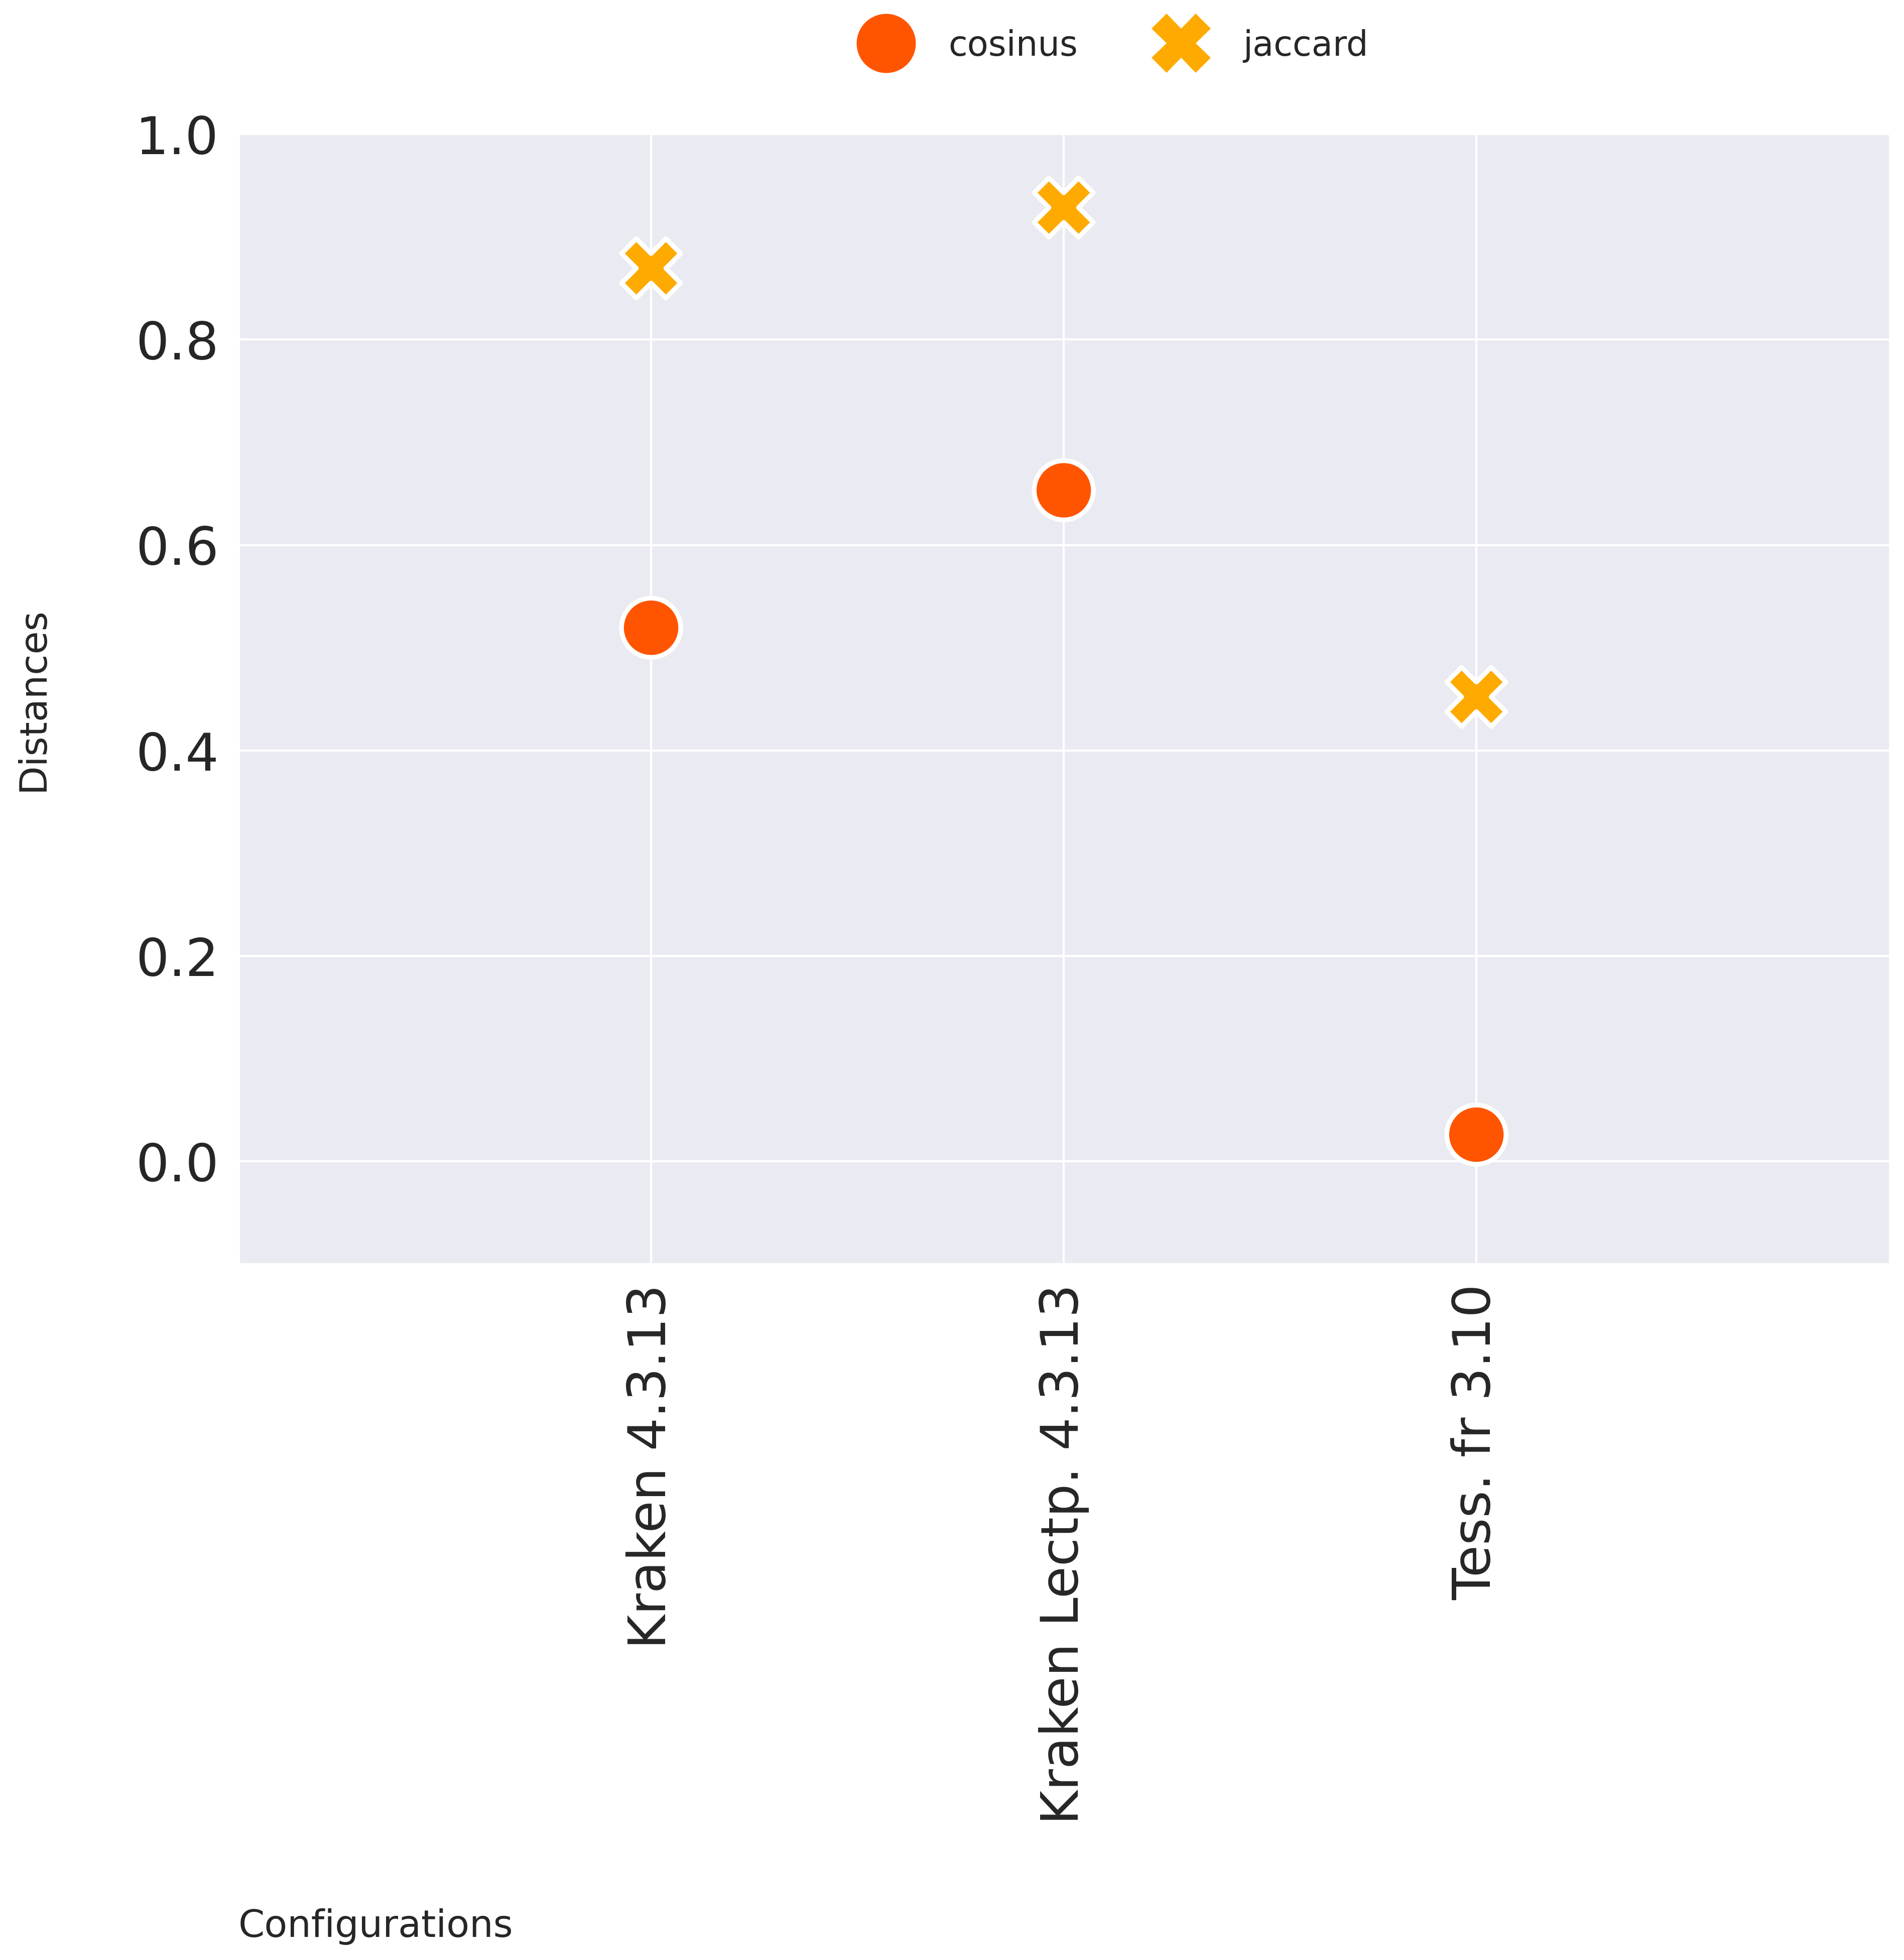 cosinus jaccard
1.0
0.8
0.6
0.4
0.2
0.0
Distances
Kraken 4.3.13
Kraken Lectp. 4.3.13
Tess. fr 3.10
Configurations